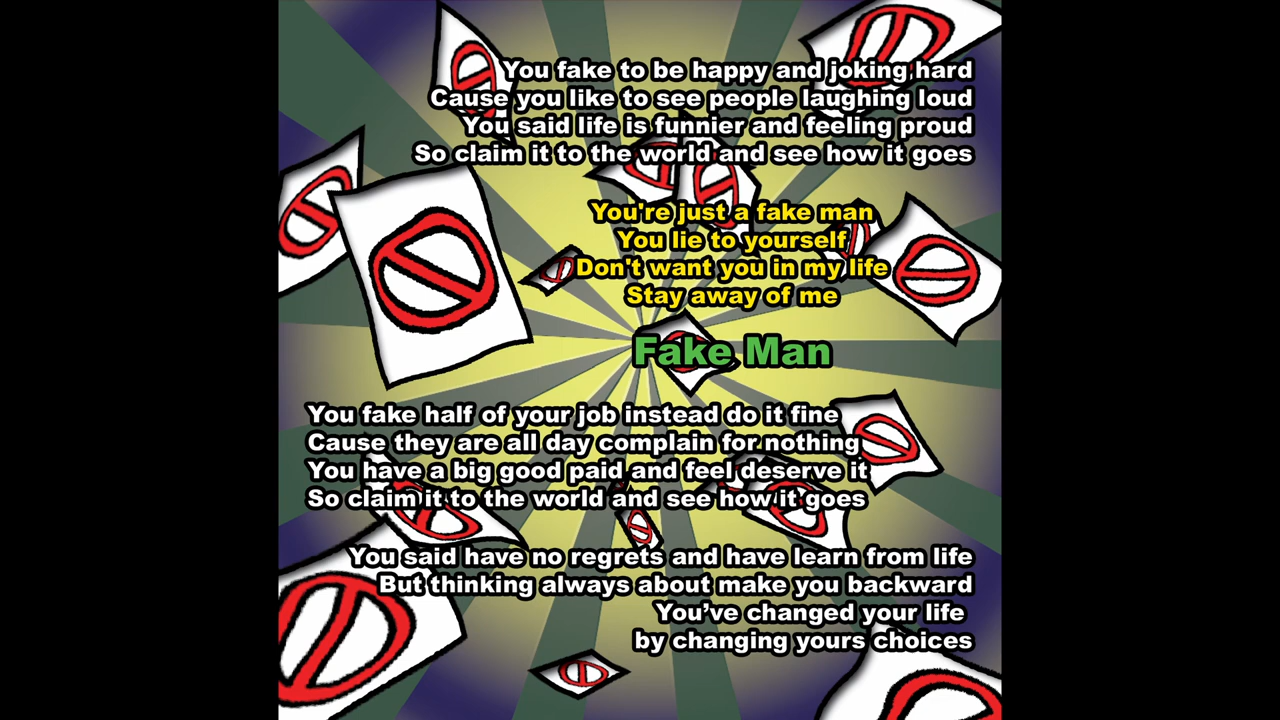 You fake to be happy and joking hard
Cause you like to see people laughing loud
You said life is funnier and feeling proud
So claim it to the world and see how it goes
You're just a fake man
You lie to yourself
Don't want you in my life
Stay away of me
Fake Man
You fake half of your job instead do it fine
Cause they are all day complain for nothing
You have a big good paid and feel deserve it
So claim it to the world and see how it goes
You said have no regrets and have learn from life
But thinking always about make you backward
You’ve changed your life
by changing yours choices